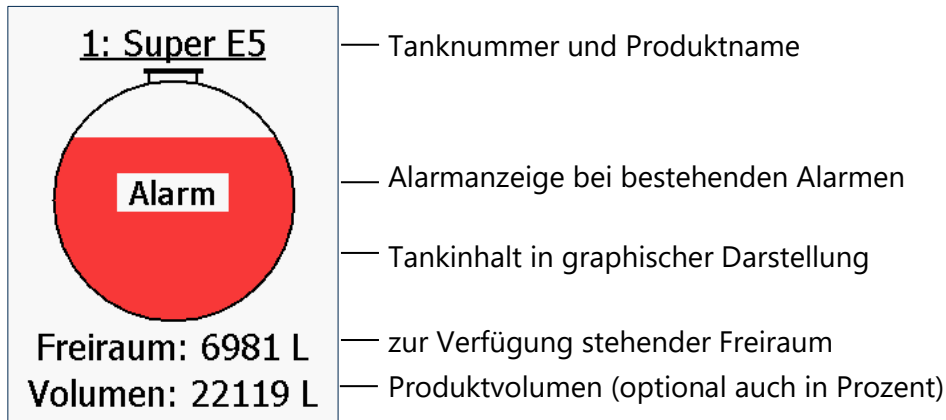 1: Super E5
Tanknummer und Produktname
Alarm
Alarmanzeige bei bestehenden Alarmen
Tankinhalt in graphischer Darstellung
Freiraum: 6981 L
zur Verfügung stehender Freiraum
Volumen: 22119 L
Produktvolumen (optional auch in Prozent)